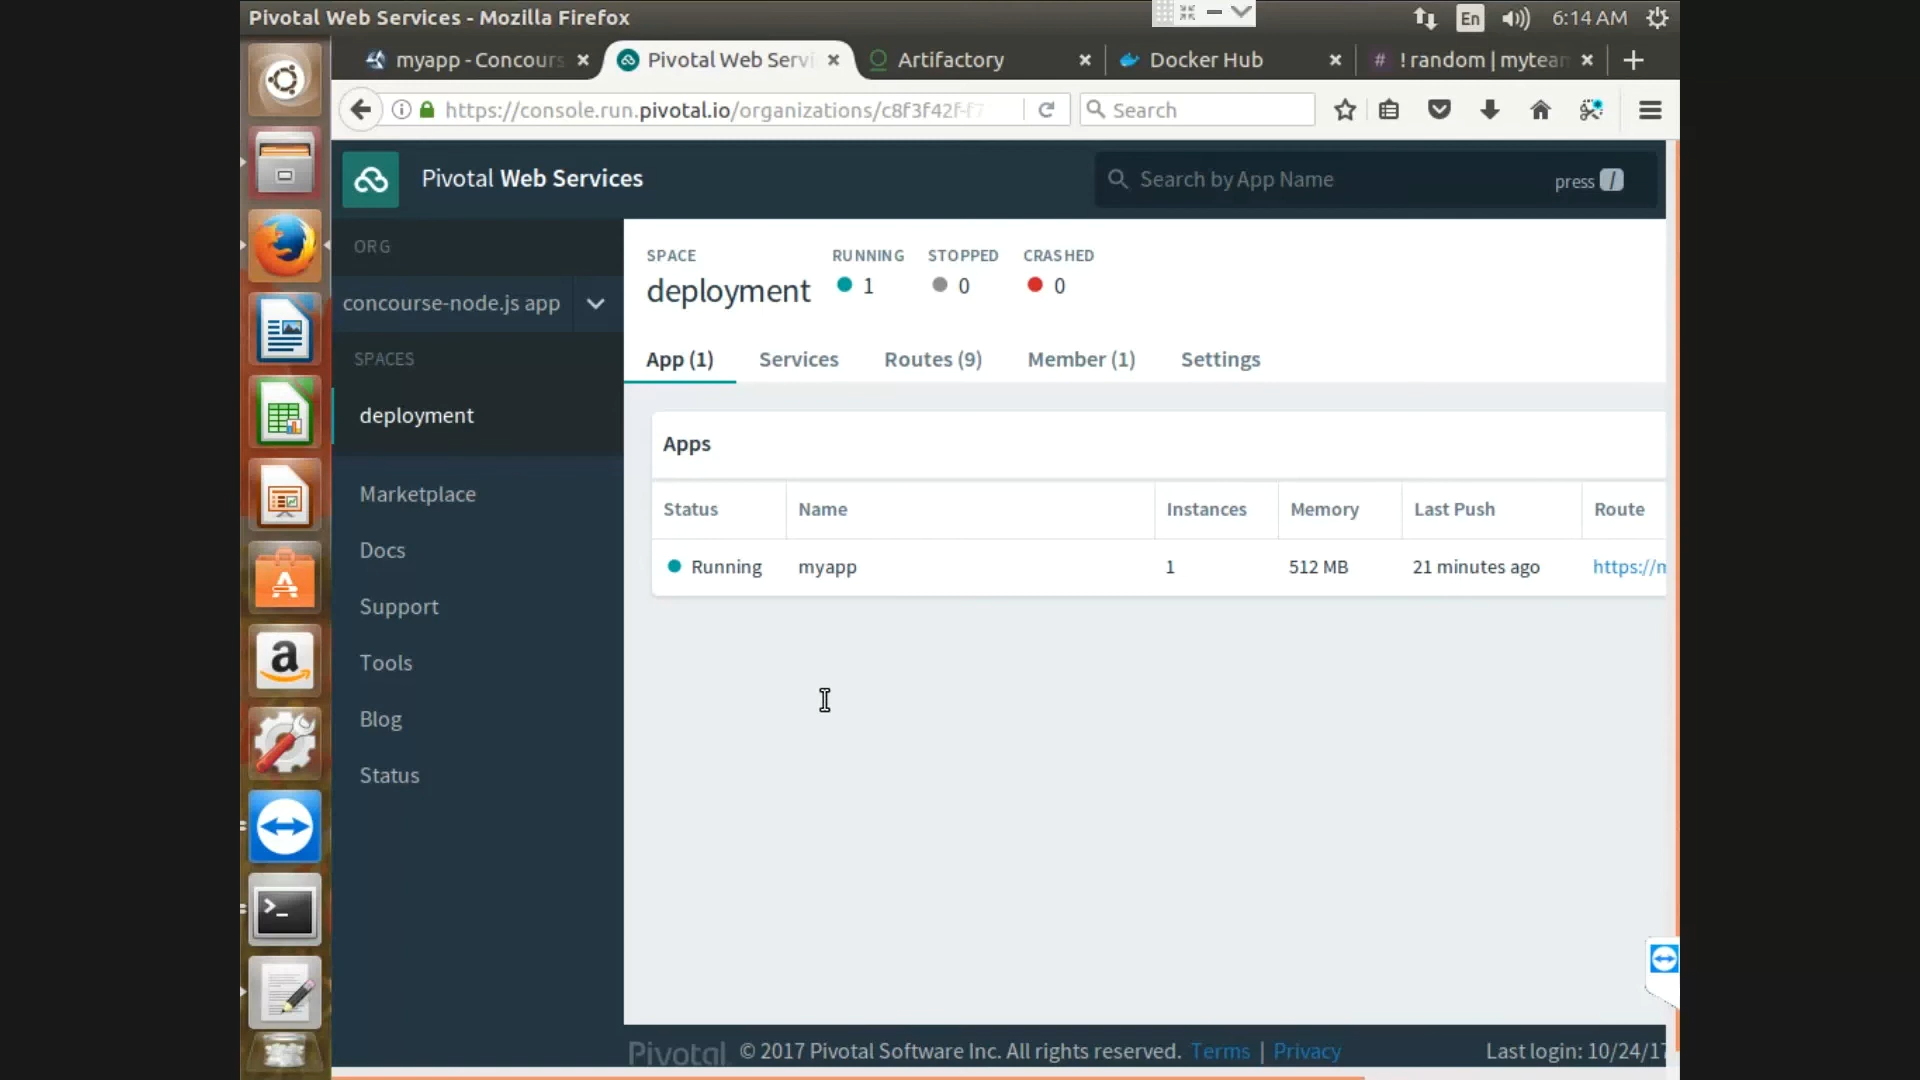 Pivotal Web Services - Mozilla Firefox
En
6:14 AM
myapp - Concours
Pivotal Web Servi
Artifactory
Docker Hub
# ! random | mytean
https://console.run.pivotal.io/organizations/c8f3f42f-f7
Search
Pivotal Web Services
Search by App Name
press /
ORG
concourse-node.js app
SPACES
deployment
Marketplace
Docs
Support
Tools
Blog
Status
SPACE
deployment
RUNNING
1
STOPPED
0
CRASHED
0
App (1)
Services
Routes (9)
Member (1)
Settings
Apps
Status
Name
Instances
Memory
Last Push
Route
Running
myapp
1
512 MB
21 minutes ago
https://m
Pivotal
© 2017 Pivotal Software Inc. All rights reserved. Terms | Privacy
Last login: 10/24/17